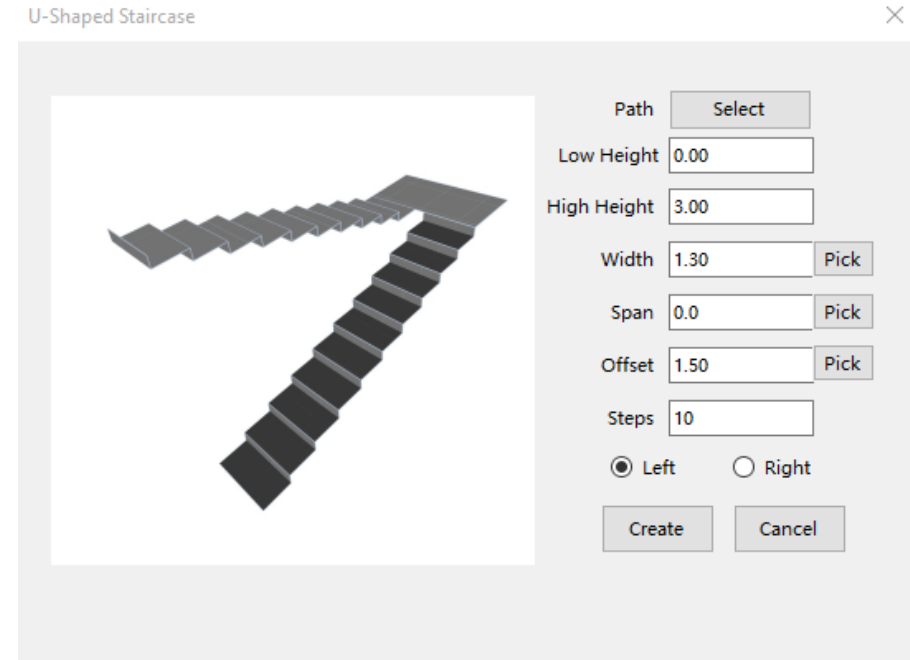 U-Shaped Staircase
Path Select
Low Height 0.00
High Height 3.00
Width 1.30 Pick
Span 0.0 Pick
Offset 1.50 Pick
Steps 10
Left Right
Create Cancel